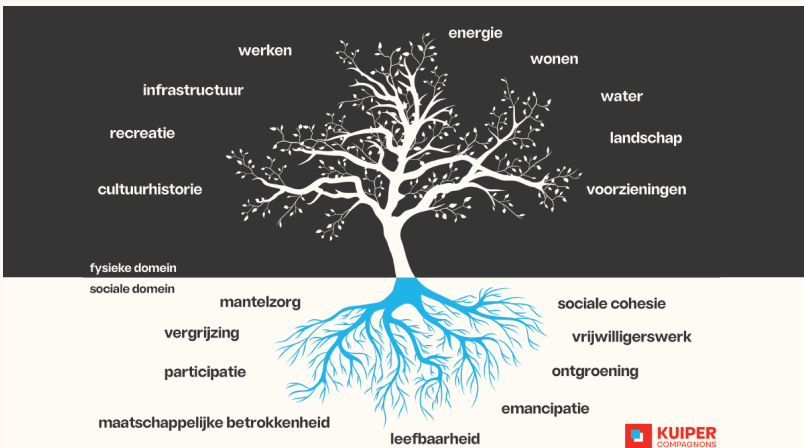 energie
werken
wonen
infrastructuur
water
recreatie
landschap
cultuurhistorie
voorzieningen
fysieke domein
sociale domein
mantelzorg
sociale cohesie
vergrijzing
vrijwilligerswerk
participatie
ontgroening
emancipatie
maatschappelijke betrokkenheid
leefbaarheid
KUIPER
COMPAGNONS